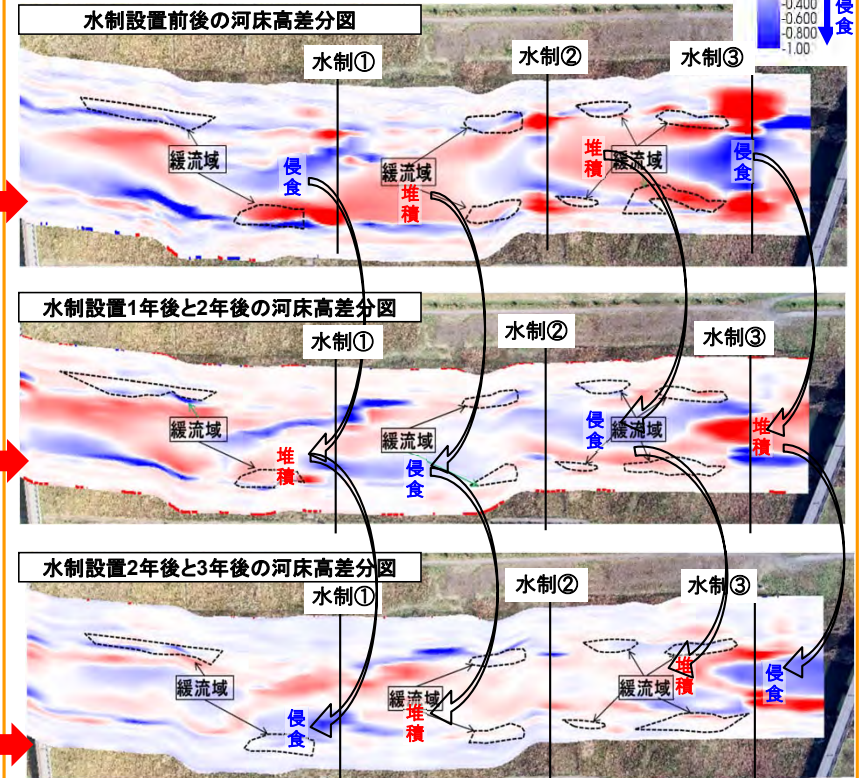 水制設置前後の河床高差分図
-0.400
-0.600
-0.800
-1.00
侵食
水制①
水制②
水制③
緩流域
侵食
緩流域
堆積
堆積
緩流域
侵食
水制設置1年後と2年後の河床高差分図
水制①
水制②
水制③
緩流域
堆積
緩流域
侵食
侵食
緩流域
堆積
水制設置2年後と3年後の河床高差分図
水制①
水制②
水制③
緩流域
侵食
緩流域
堆積
緩流域
堆積
侵食